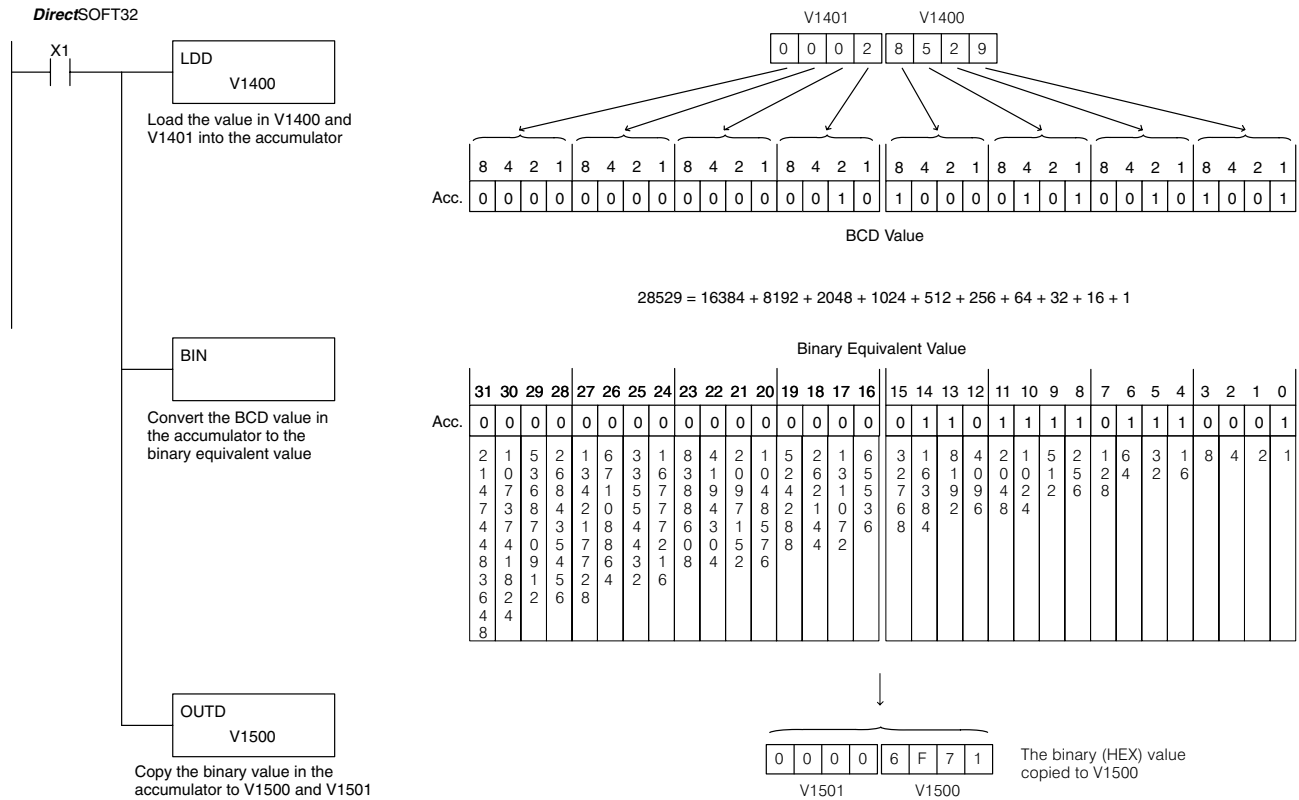 DirectSOFT32
X1
LDD
V1400
Load the value in V1400 and
V1401 into the accumulator
V1401 V1400
0 0 0 2 8 5 2 9
8 4 2 1 8 4 2 1 8 4 2 1 8 4 2 1 8 4 2 1 8 4 2 1 8 4 2 1 8 4 2 1
Acc. 0 0 0 0 0 0 0 0 0 0 0 0 0 0 1 0 1 0 0 0 0 1 0 1 0 0 1 0 1 0 0 1
BCD Value
28529 = 16384 + 8192 + 2048 + 1024 + 512 + 256 + 64 + 32 + 16 + 1
BIN
Convert the BCD value in
the accumulator to the
binary equivalent value
Binary Equivalent Value
31 30 29 28 27 26 25 24 23 22 21 20 19 18 17 16 15 14 13 12 11 10 9 8 7 6 5 4 3 2 1 0
Acc. 0 0 0 0 0 0 0 0 0 0 0 0 0 0 0 0 0 1 1 0 1 1 1 1 0 1 1 1 0 0 0 1
21474483648 1073741824 536870912 268435456 134217728 67108864 33554432 16777216 8388608 4194304 2097152 1048576 524288 262144 131072 65536 32768 16384 8192 4096 2048 1024 512 256 128 64 32 16 8 4 2 1
OUTD
V1500
Copy the binary value in the
accumulator to V1500 and V1501
0 0 0 0 6 F 7 1
V1501 V1500
The binary (HEX) value
copied to V1500